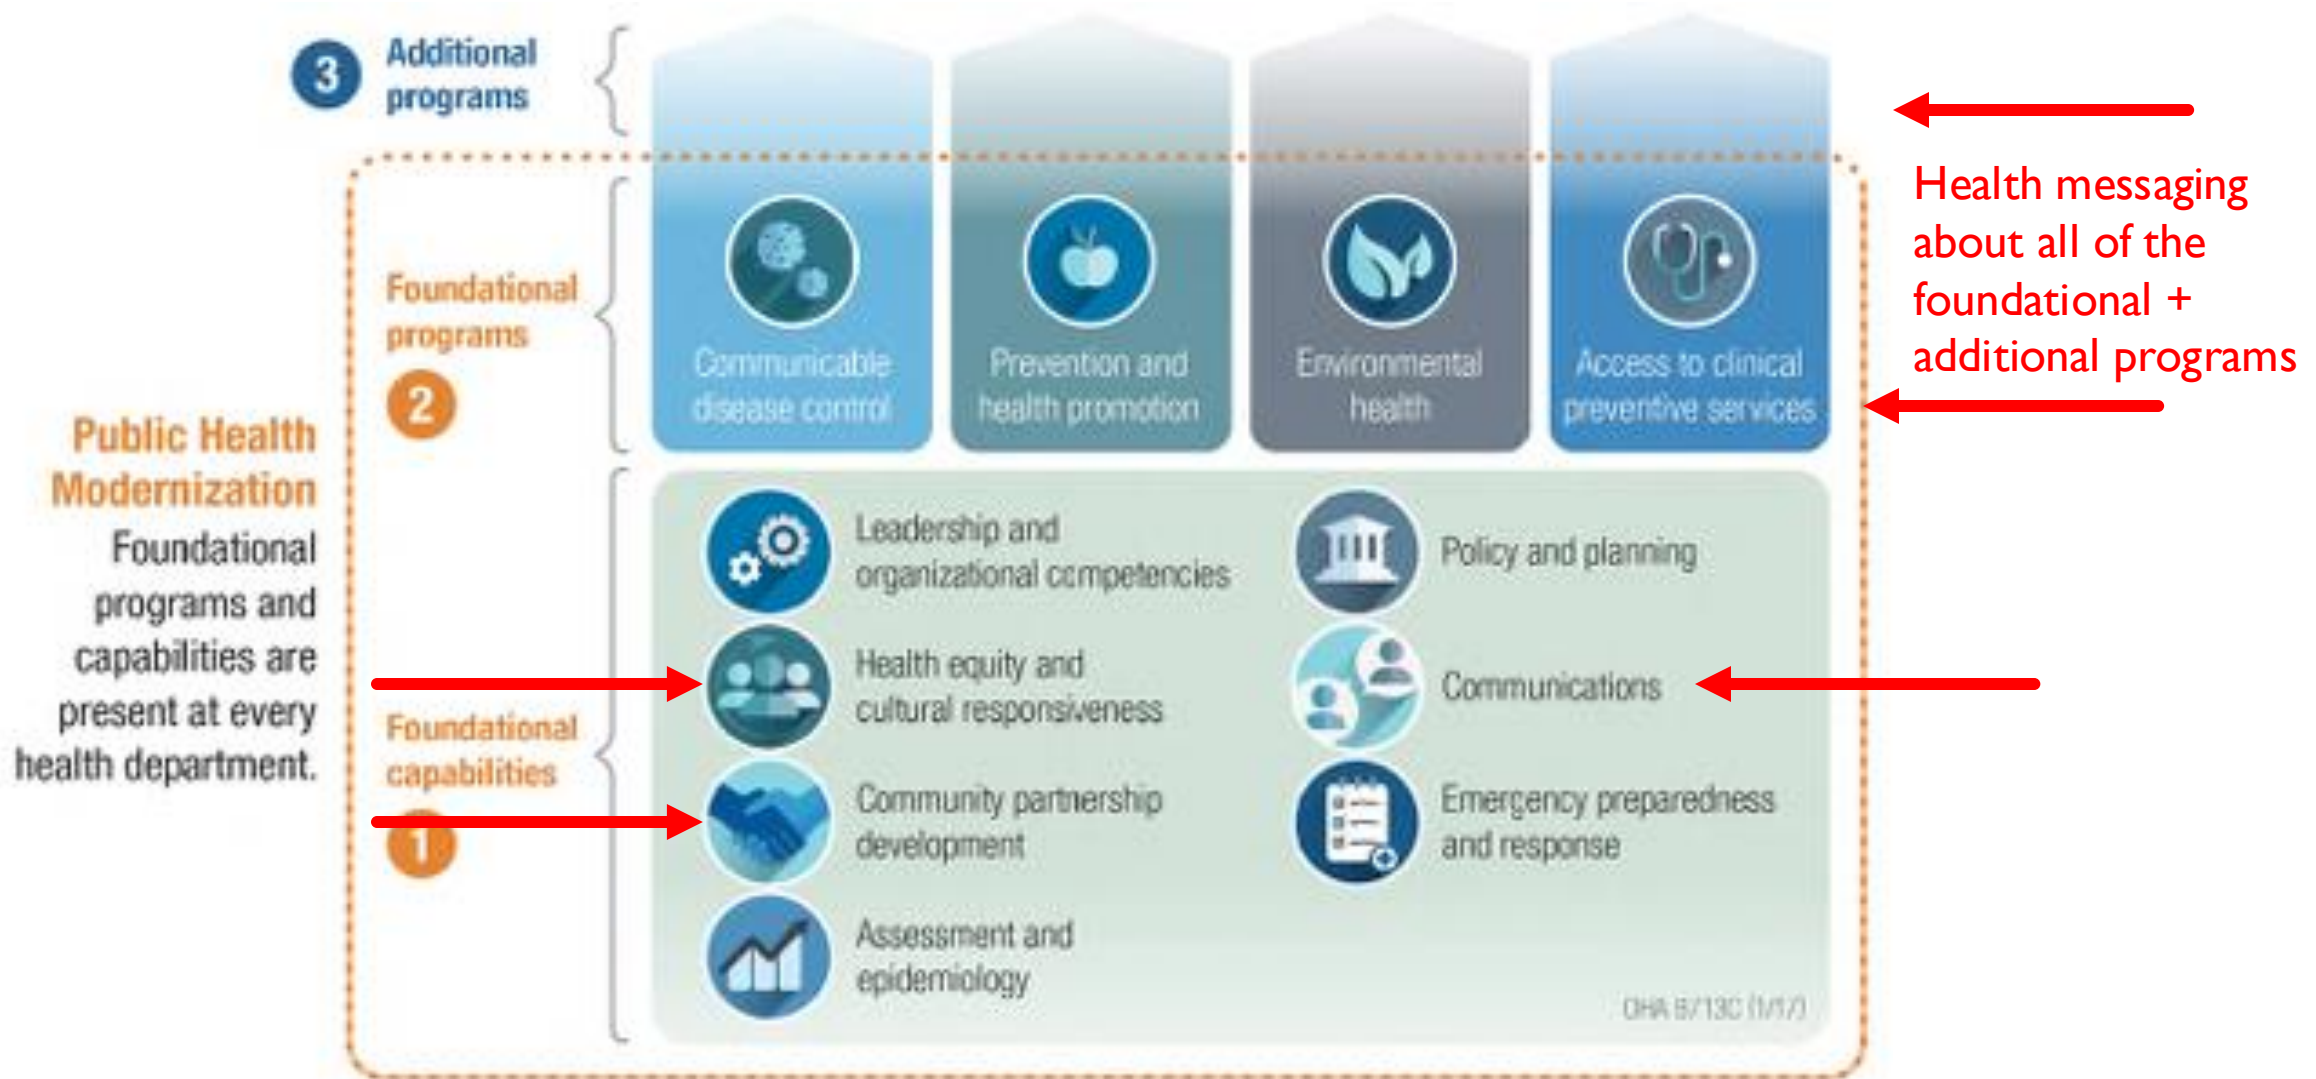 3
Additional
programs
Foundational
programs
2
Communicable
disease control
Prevention and
health promotion
Environmental
health
Access to clinical
preventive services
Health messaging
about all of the
foundational +
additional programs
Public Health
Modernization
Foundational
programs and
capabilities are
present at every
health department.
Foundational
capabilities
1
Leadership and
organizational competencies
Health equity and
cultural responsiveness
Community partnership
development
Assessment and
epidemiology
Policy and planning
Communications
Emergency preparedness
and response
OHA (1/17)